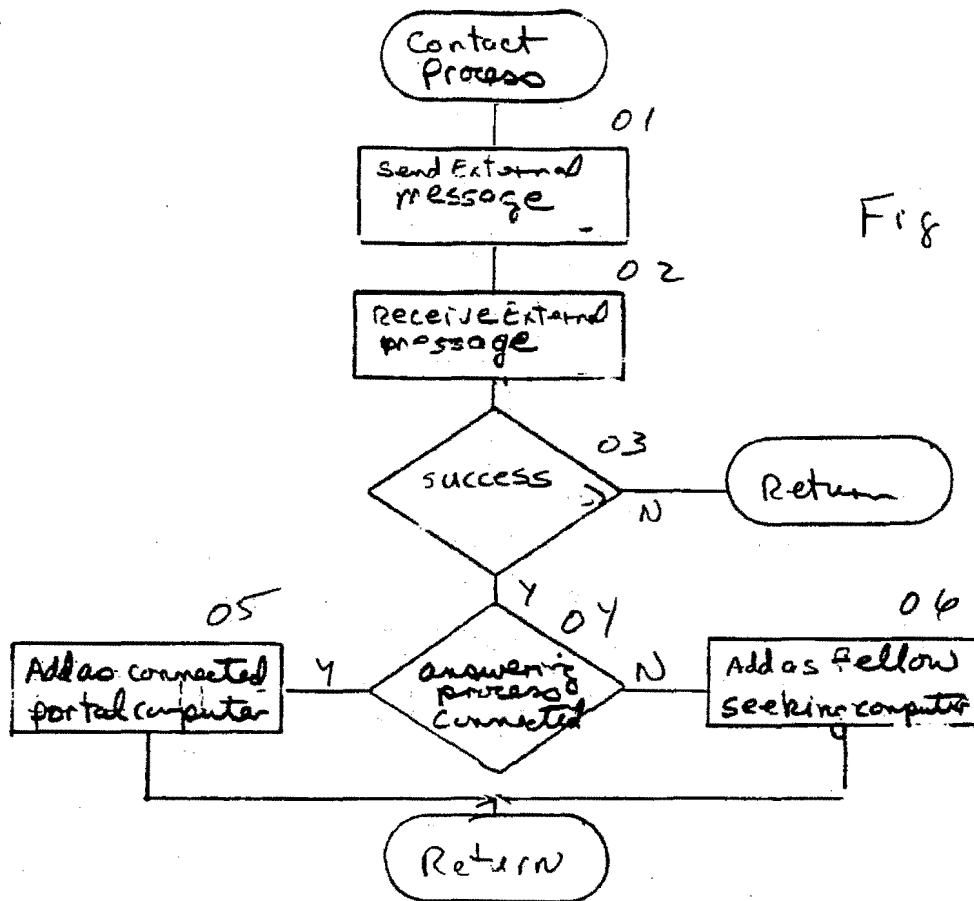 Contact
Process
01
Send External
message
Fig
02
Receive External
message
03
success
N
Return
Y
04
05
06
Add as connected
portal computer
Y
answering
process
connected
N
Add as fellow
seeking computer
Return